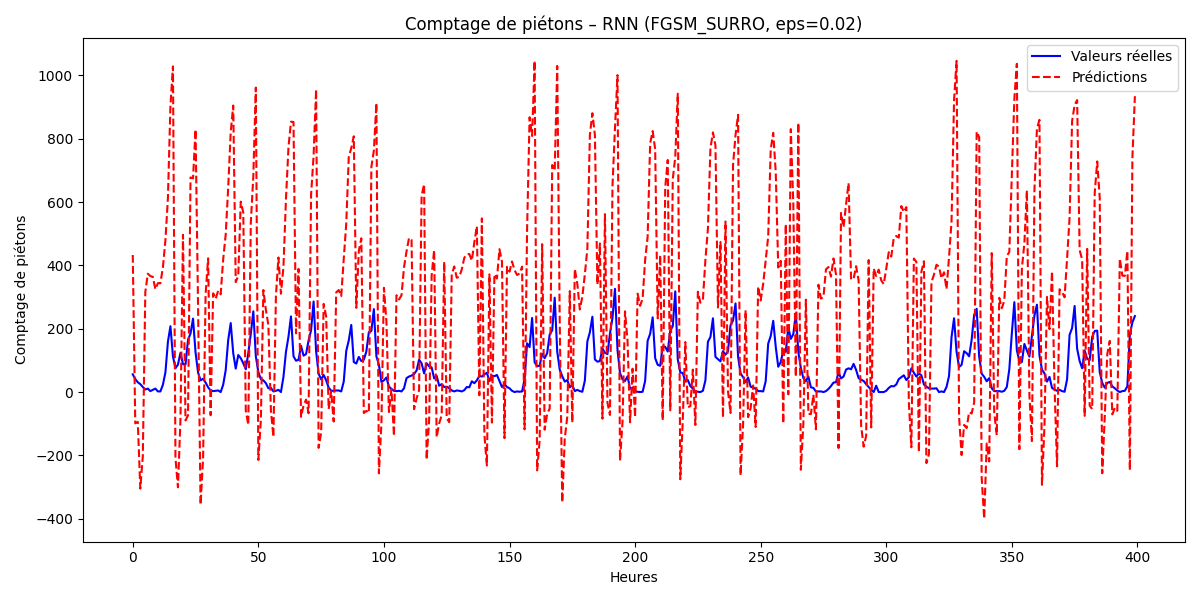 Comptage de piétons – RNN (FGSM_SURRO, eps=0.02)
Valeurs réelles
Prédictions
Comptage de piétons
1000
800
600
400
200
0
−200
−400
0 50 100 150 200 250 300 350 400
Heures